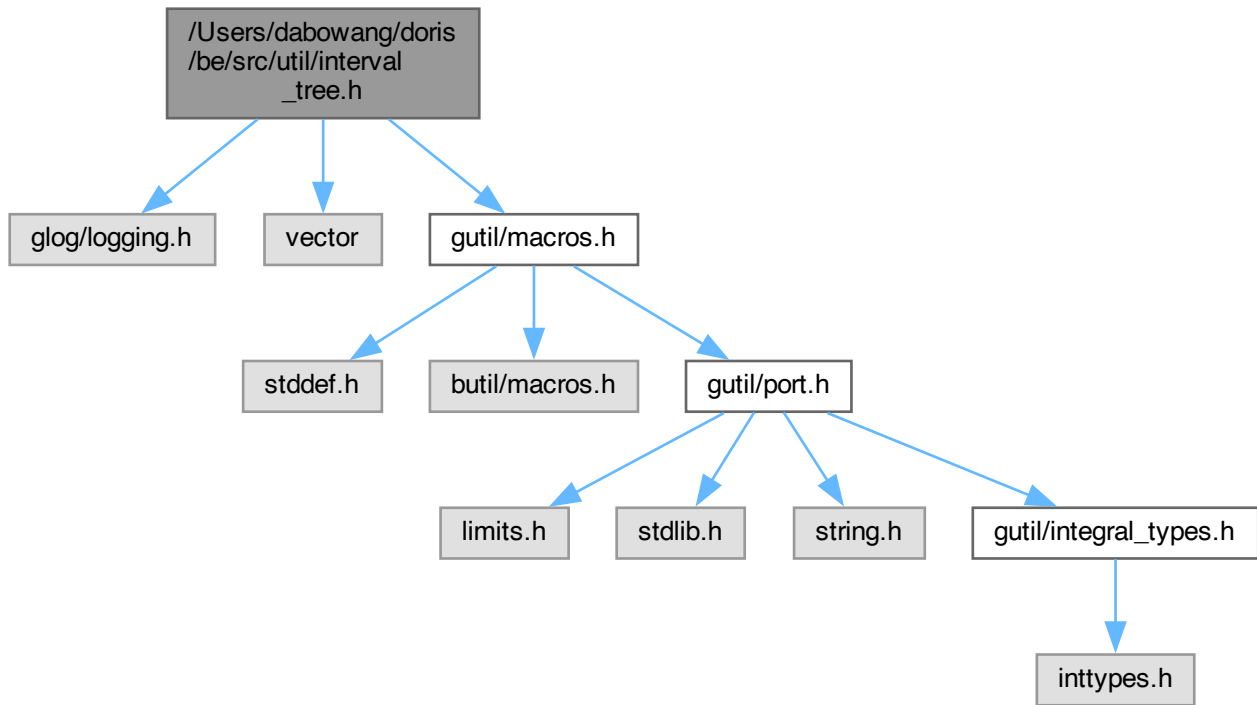 /Users/dabowang/doris
/be/src/util/interval
_tree.h
glog/logging.h
vector
gutil/macros.h
stddef.h
butil/macros.h
gutil/port.h
limits.h
stdlib.h
string.h
gutil/integral_types.h
inttypes.h